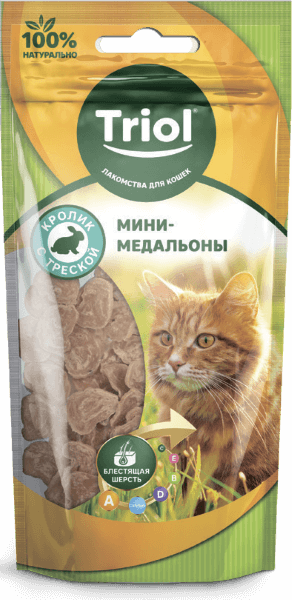 100%
НАТУРАЛЬНО
Triol®
ЛАКОМСТВА ДЛЯ КОШЕК
КРОЛИК
С ТРЕСКОЙ
МИНИ-
МЕДАЛЬОНЫ
БЛЕСТЯЩАЯ
ШЕРСТЬ
C
E
B
D
A